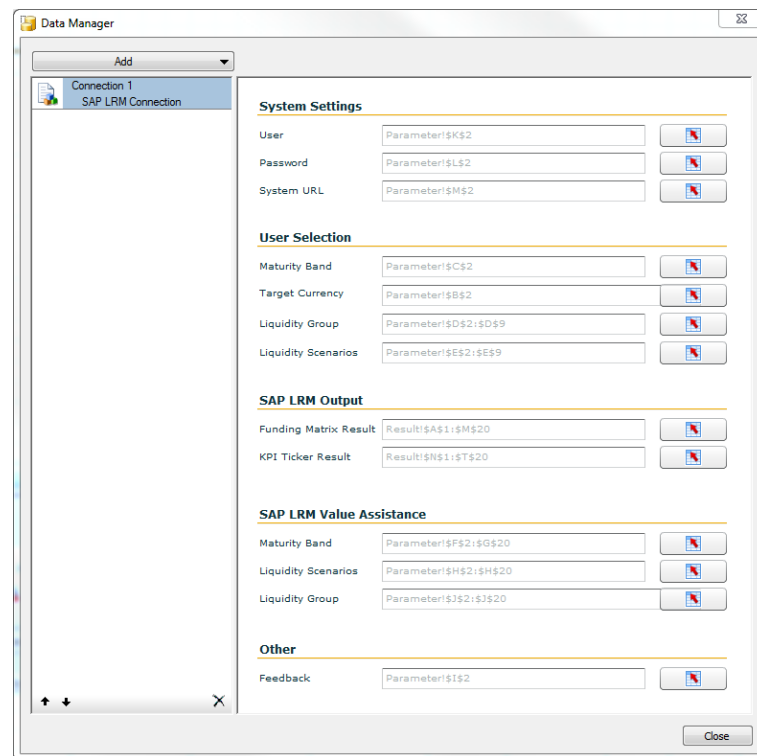 Data Manager
Add
Connection 1
SAP LRM Connection
System Settings
User Parameter!$K$2
Password Parameter!$L$2
System URL Parameter!$M$2
User Selection
Maturity Band Parameter!$C$2
Target Currency Parameter!$B$2
Liquidity Group Parameter!$D$2:$D$9
Liquidity Scenarios Parameter!$E$2:$E$9
SAP LRM Output
Funding Matrix Result Result!$A$1:$M$20
KPI Ticker Result Result!$N$1:$T$20
SAP LRM Value Assistance
Maturity Band Parameter!$F$2:$G$20
Liquidity Scenarios Parameter!$H$2:$H$20
Liquidity Group Parameter!$J$2:$J$20
Other
Feedback Parameter!$I$2
Close